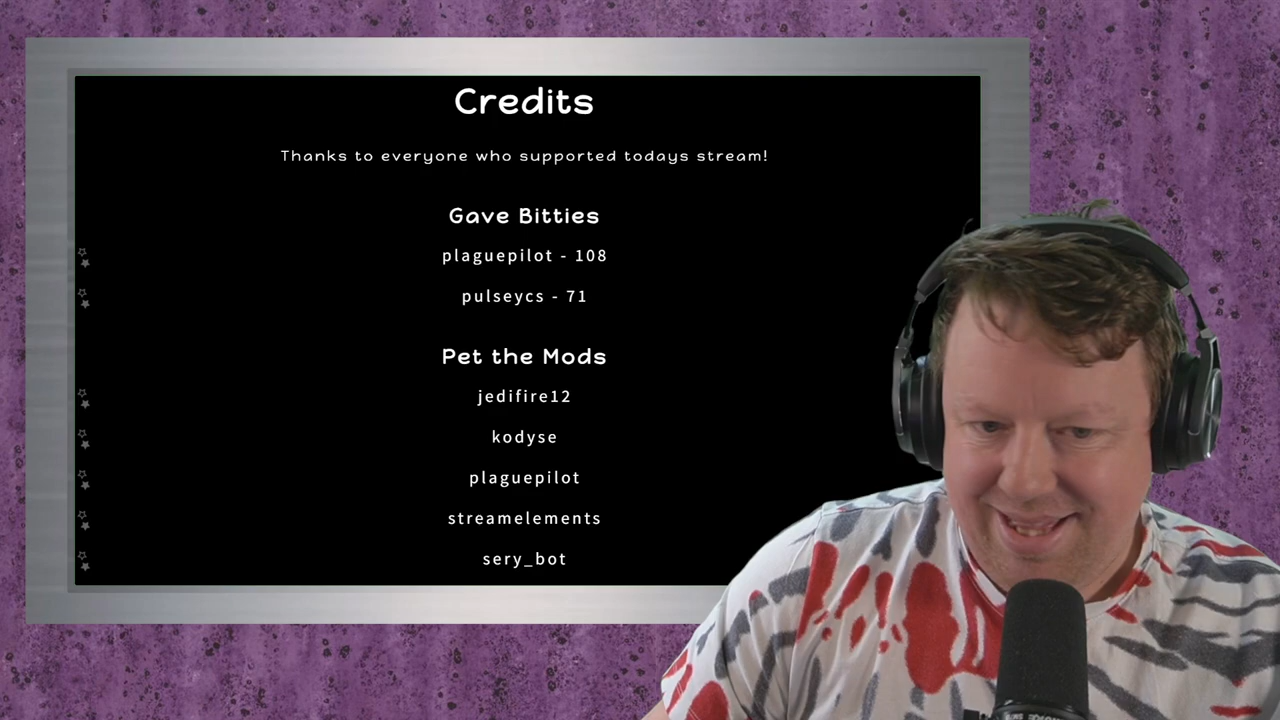 Credits
Thanks to everyone who supported todays stream!
Gave Bitties
plaguepilot - 108
pulseycs - 71
Pet the Mods
jedifire12
kodyse
plaguepilot
streamelements
sery_bot